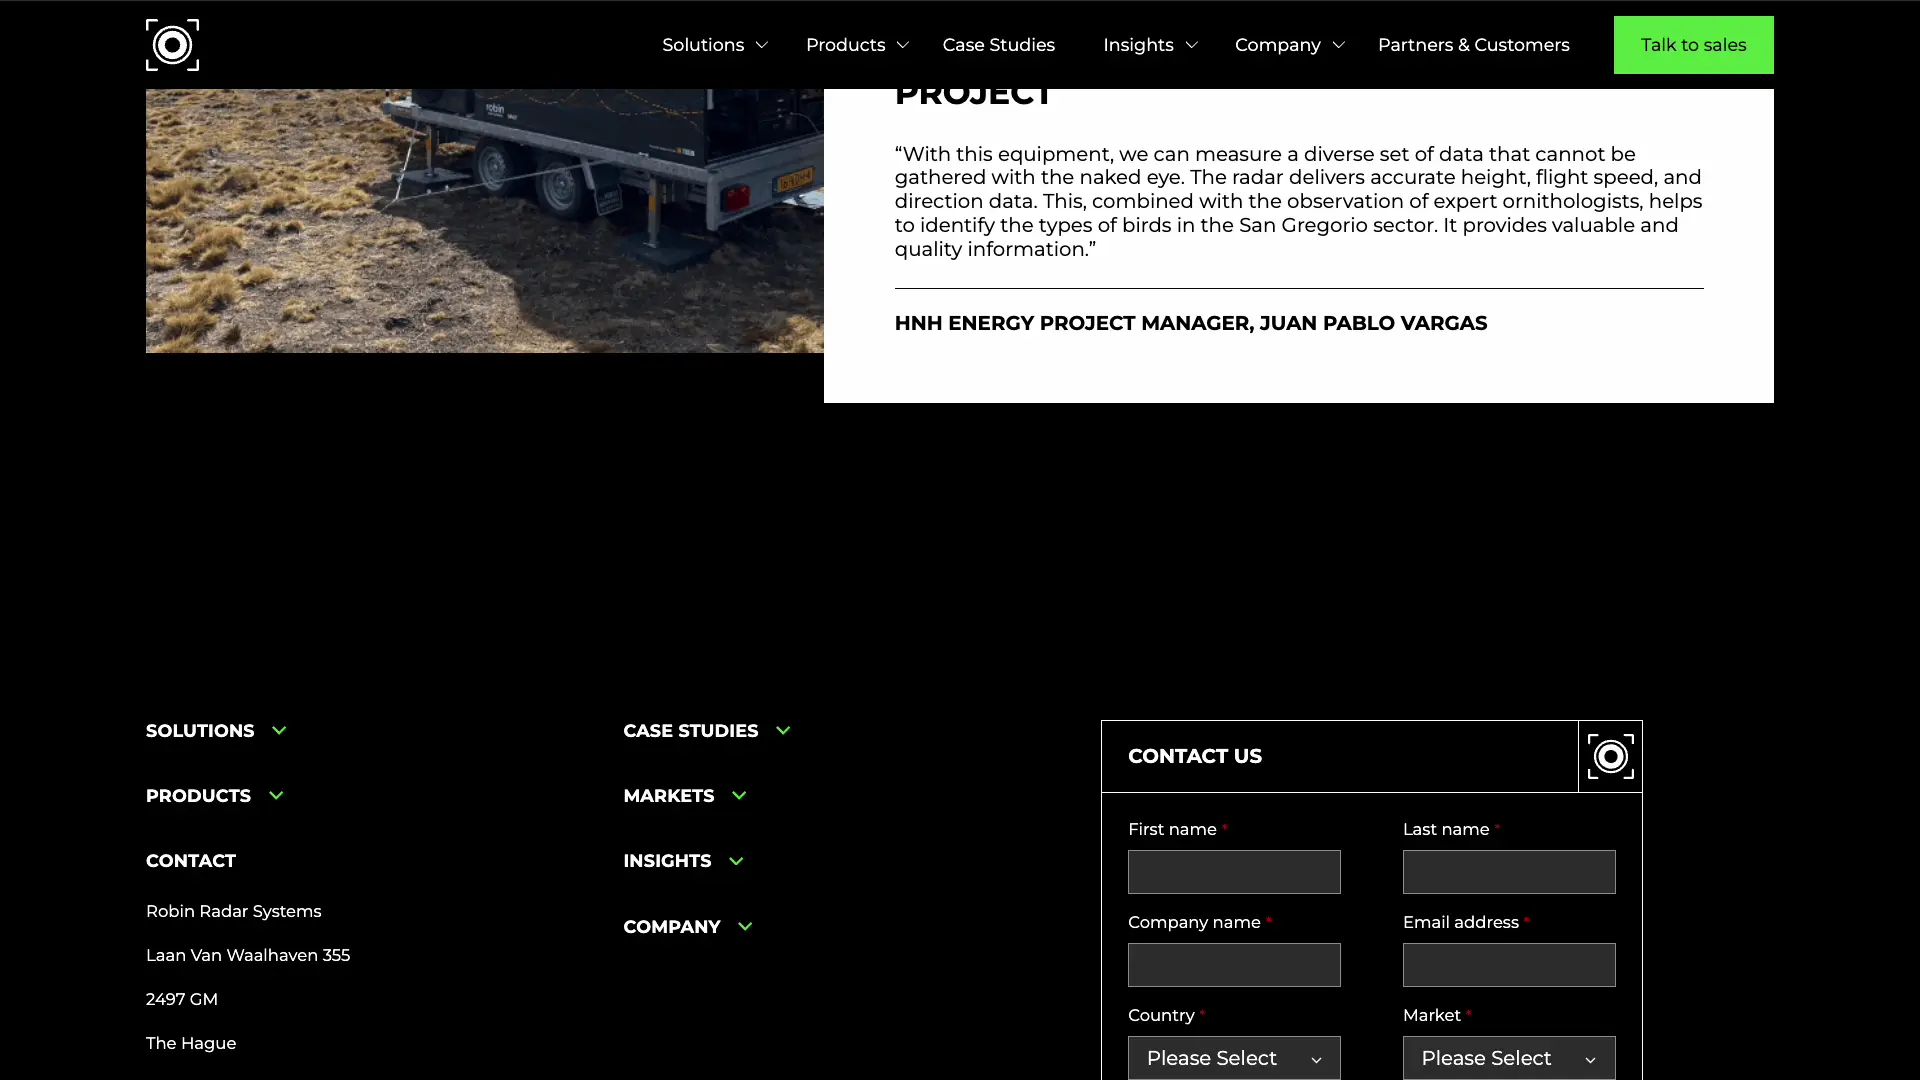 Solutions
Products
Case Studies
Insights
Company
Partners & Customers
Talk to sales
PROJECT
robin
“With this equipment, we can measure a diverse set of data that cannot be
gathered with the naked eye. The radar delivers accurate height, flight speed, and
direction data. This, combined with the observation of expert ornithologists, helps
to identify the types of birds in the San Gregorio sector. It provides valuable and
quality information.”
HNH ENERGY PROJECT MANAGER, JUAN PABLO VARGAS
SOLUTIONS
PRODUCTS
CONTACT
Robin Radar Systems
Laan Van Waalhaven 355
2497 GM
The Hague
CASE STUDIES
MARKETS
INSIGHTS
COMPANY
CONTACT US
First name *
Last name *
Company name *
Email address *
Country *
Market *
Please Select
Please Select